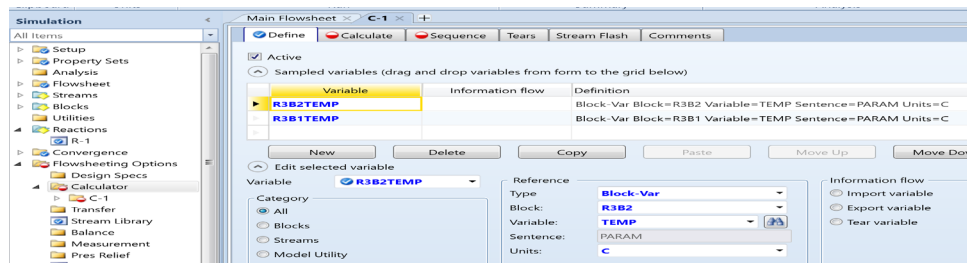 Simulation
All Items
Setup
Property Sets
Analysis
Flowsheet
Streams
Blocks
Utilities
Reactions
R-1
Convergence
Flowsheeting Options
Design Specs
Calculator
C-1
Transfer
Stream Library
Balance
Measurement
Pres Relief
Main Flowsheet × C-1 × +
Define Calculate Sequence Tears Stream Flash Comments
Active
Sampled variables (drag and drop variables from form to the grid below)
Variable Information flow Definition
R3B2TEMP Block-Var Block=R3B2 Variable=TEMP Sentence=PARAM Units=C
R3B1TEMP Block-Var Block=R3B1 Variable=TEMP Sentence=PARAM Units=C
New Delete Copy Paste Move Up Move Dov
Edit selected variable
Variable R3B2TEMP
Category
All
Blocks
Streams
Model Utility
Reference
Type Block-Var
Block: R3B2
Variable: TEMP
Sentence: PARAM
Units: C
Information flow
Import variable
Export variable
Tear variable